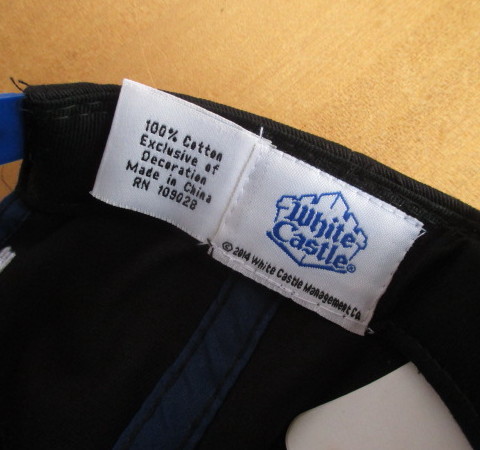 100% Cotton
Exclusive of
Decoration
Made in China
RN 109028
White
Castle®
© 2014 White Castle Management Co.